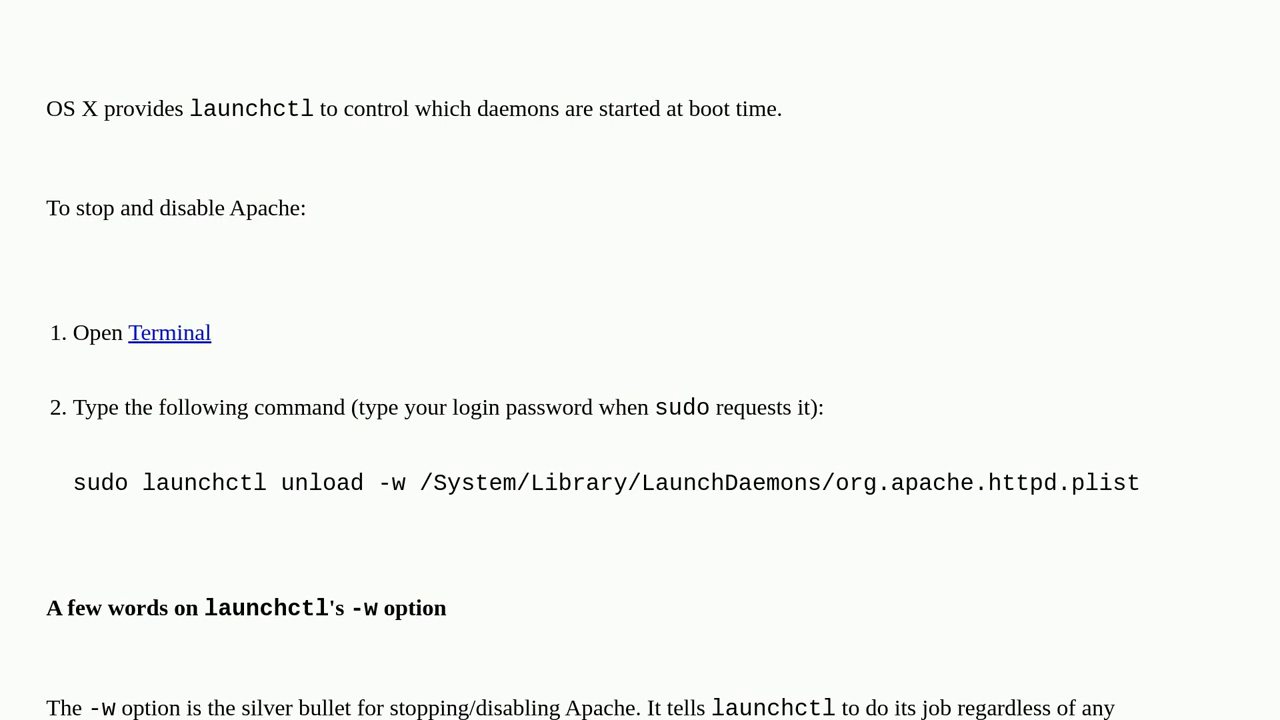 OS X provides launchctl to control which daemons are started at boot time.
To stop and disable Apache:
1. Open Terminal
2. Type the following command (type your login password when sudo requests it):
sudo launchctl unload -w /System/Library/LaunchDaemons/org.apache.httpd.plist
A few words on launchctl's -w option
The -w option is the silver bullet for stopping/disabling Apache. It tells launchctl to do its job regardless of any